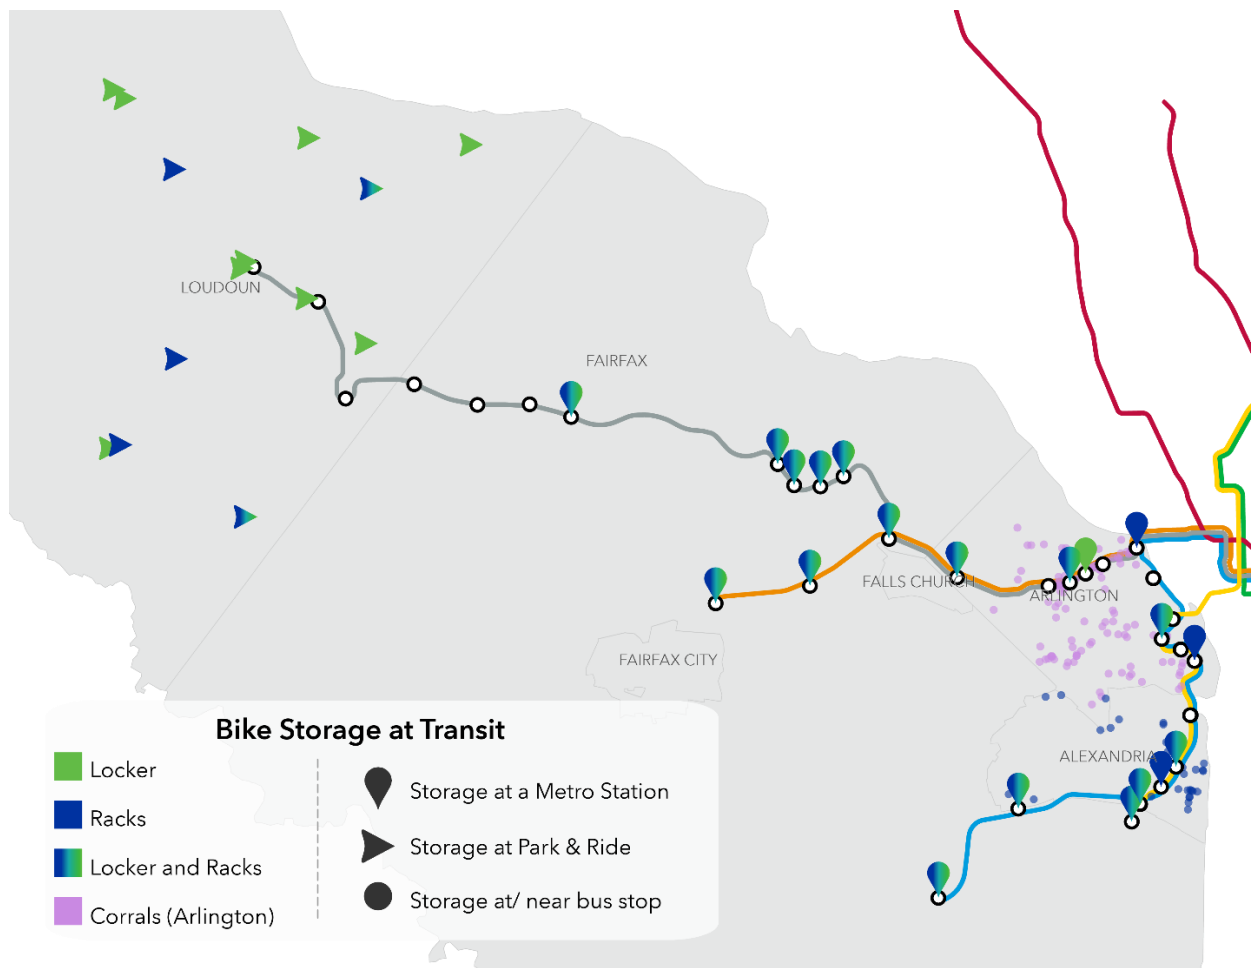 LOUDOUN
FAIRFAX
FALLS CHURCH
ARLINGTON
FAIRFAX CITY
ALEXANDRIA
Bike Storage at Transit
Locker
Racks
Locker and Racks
Corrals (Arlington)
Storage at a Metro Station
Storage at Park & Ride
Storage at/ near bus stop